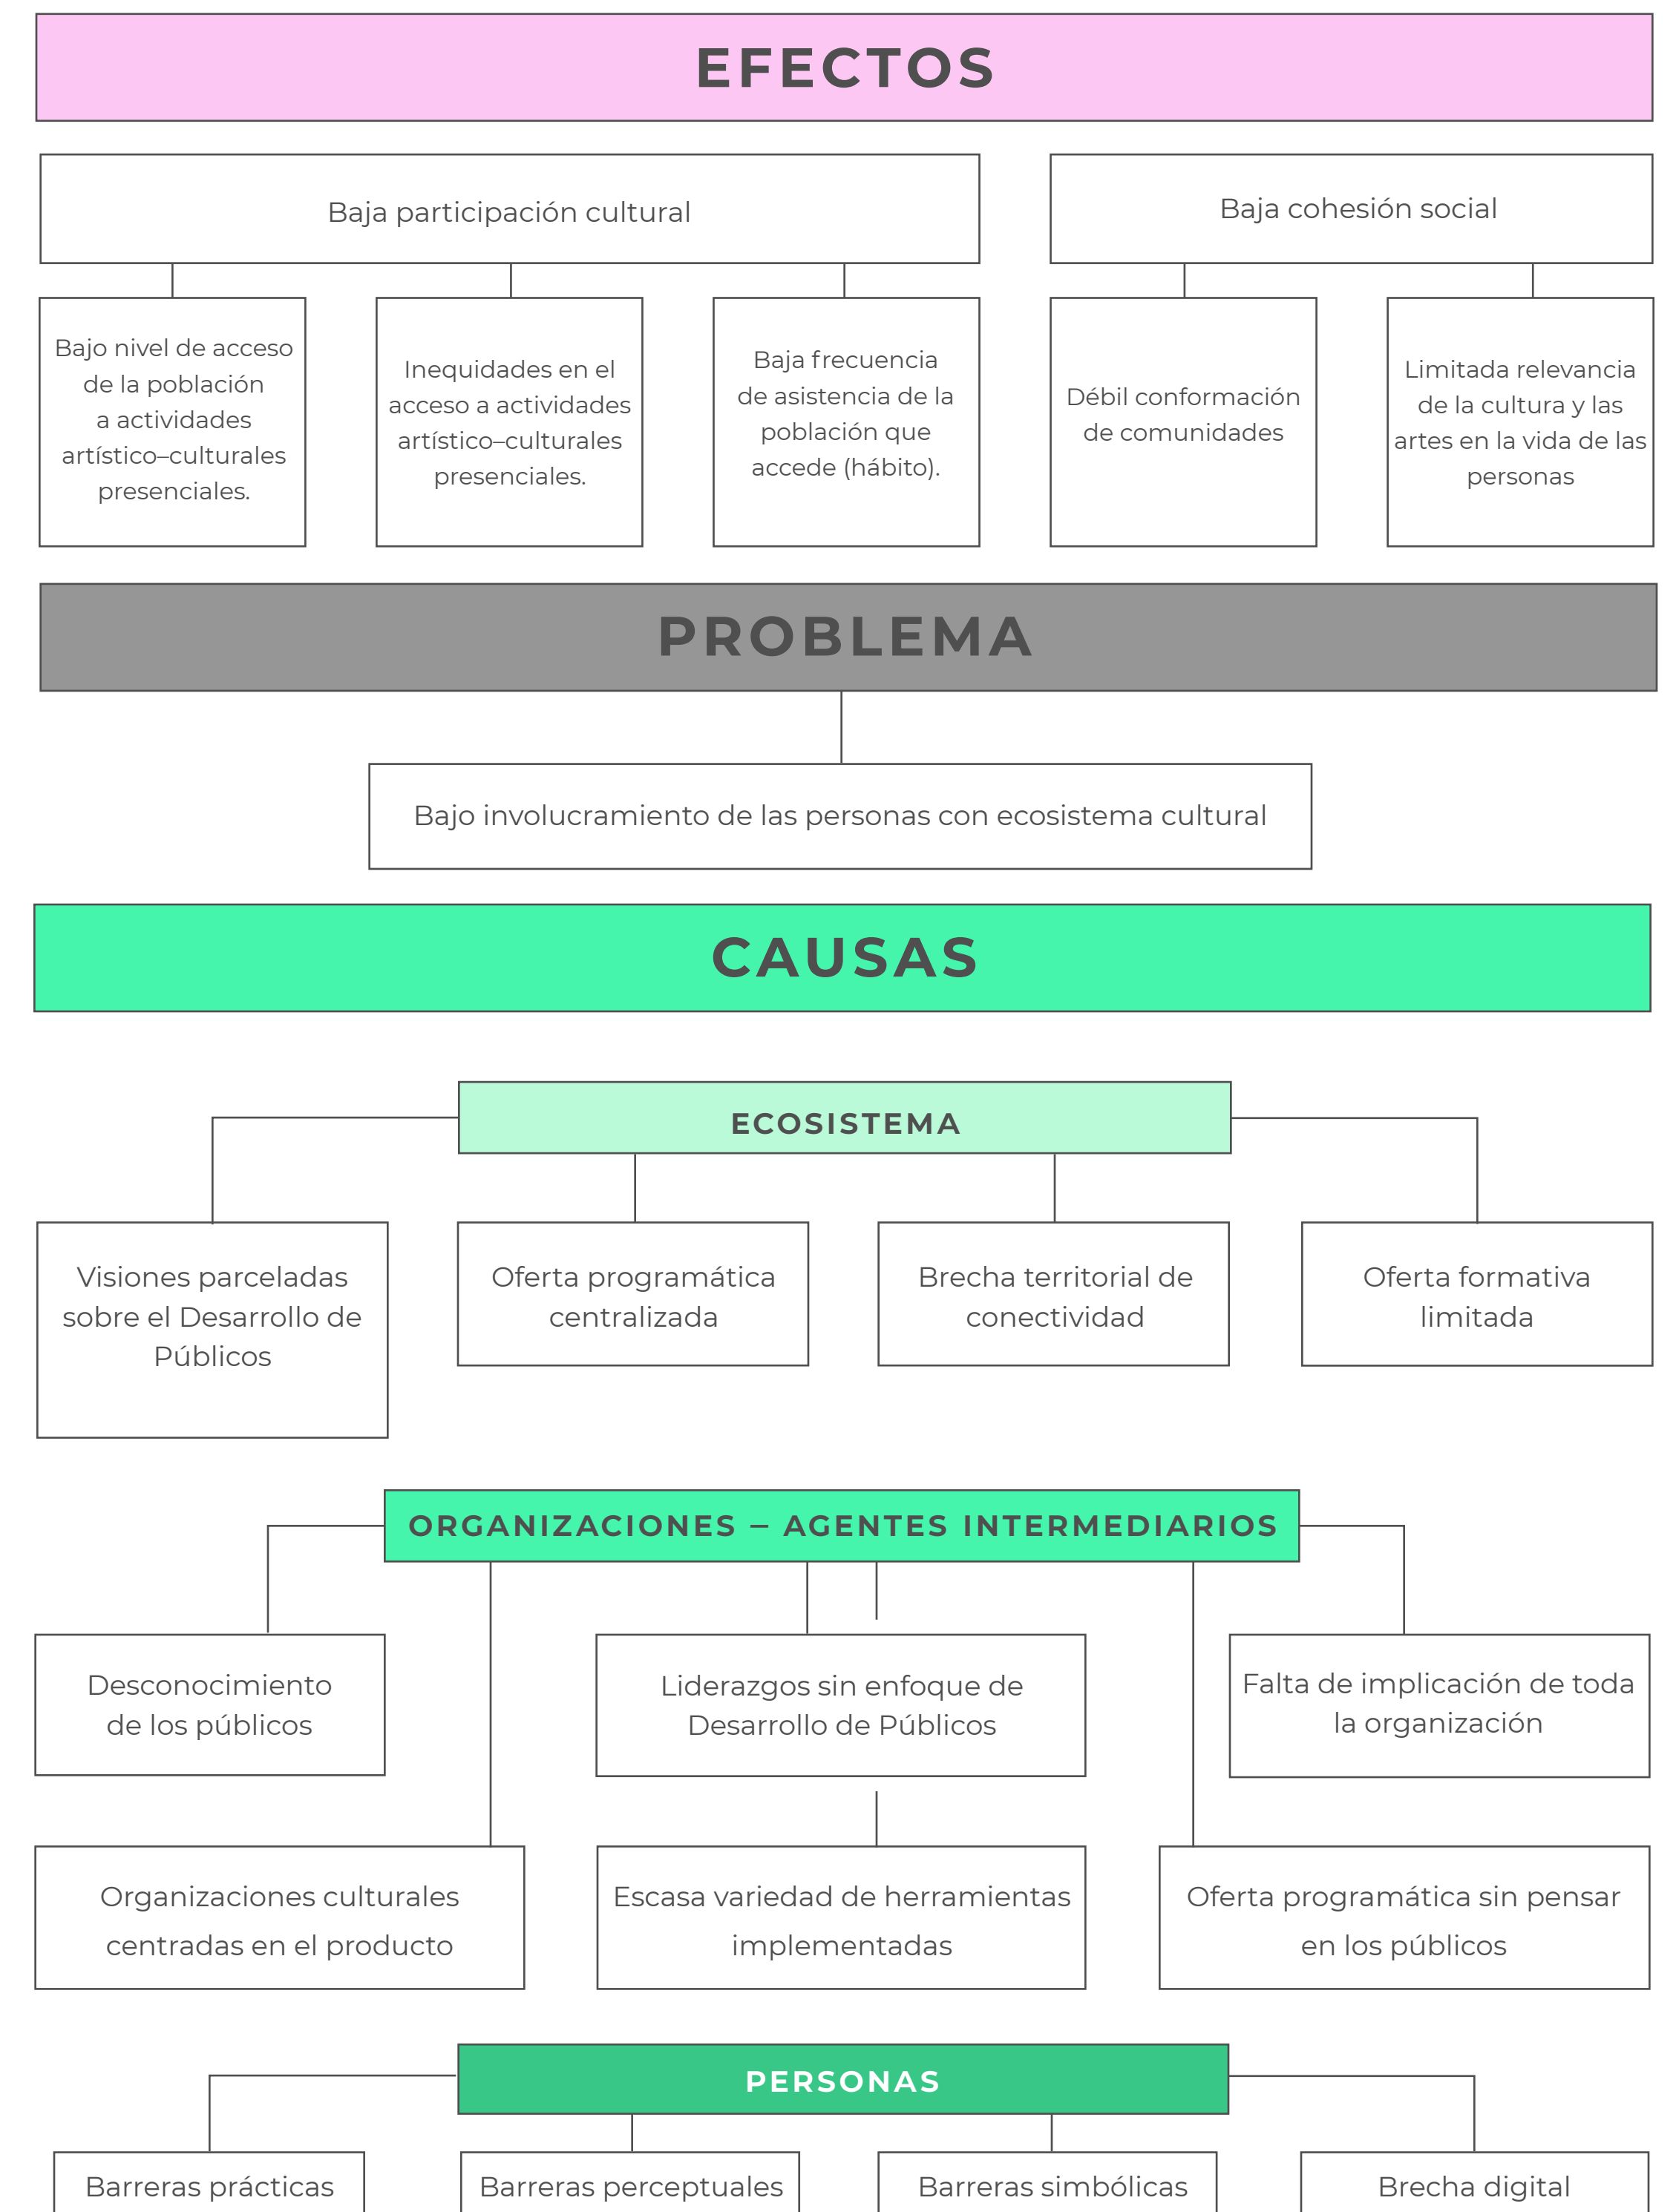 EFECTOS
Baja participación cultural
Baja cohesión social
Bajo nivel de acceso
de la población
a actividades
artístico–culturales
presenciales.
Inequidades en el
acceso a actividades
artístico–culturales
presenciales.
Baja frecuencia
de asistencia de la
población que
accede (hábito).
Débil conformación
de comunidades
Limitada relevancia
de la cultura y las
artes en la vida de las
personas
PROBLEMA
Bajo involucramiento de las personas con ecosistema cultural
CAUSAS
ECOSISTEMA
Visiones parceladas
sobre el Desarrollo de
Públicos
Oferta programática
centralizada
Brecha territorial de
conectividad
Oferta formativa
limitada
ORGANIZACIONES – AGENTES INTERMEDIARIOS
Desconocimiento
de los públicos
Liderazgos sin enfoque de
Desarrollo de Públicos
Falta de implicación de toda
la organización
Organizaciones culturales
centradas en el producto
Escasa variedad de herramientas
implementadas
Oferta programática sin pensar
en los públicos
PERSONAS
Barreras prácticas
Barreras perceptuales
Barreras simbólicas
Brecha digital